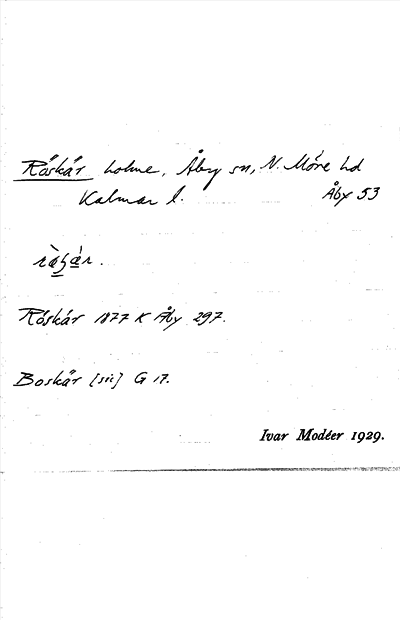 Röskär holme, Åby sn, N. Möre hd
Kalmar l. Åby 53
Röskär 1877 K Åby 297.
Boskär [sic] G 17.
Ivar Modéer 1929.